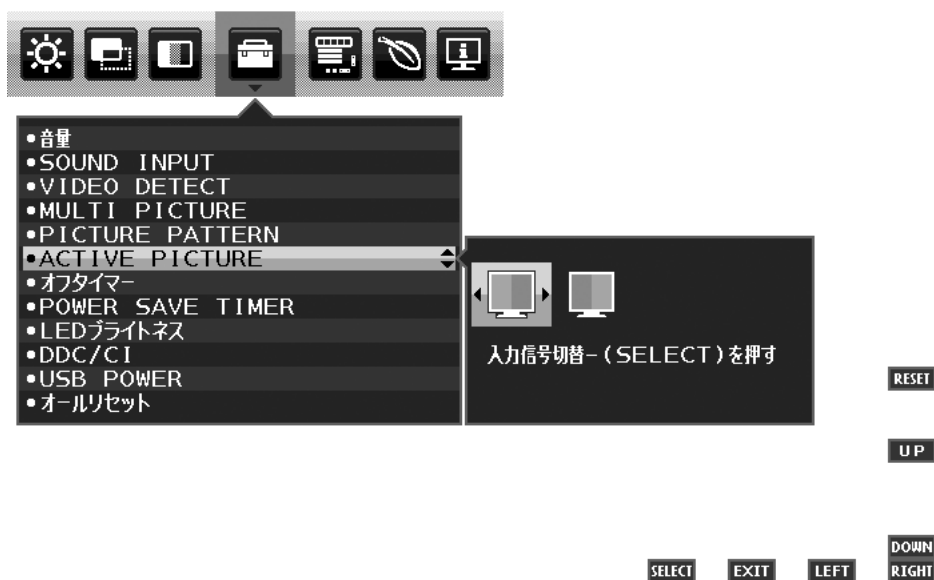 •音量
•SOUND INPUT
•VIDEO DETECT
•MULTI PICTURE
•PICTURE PATTERN
•ACTIVE PICTURE
•オフタイマー
•POWER SAVE TIMER
•LEDブライトネス
•DDC/CI
•USB POWER
•オールリセット
入力信号切替-(SELECT)を押す
RESET
UP
DOWN
SELECT EXIT LEFT RIGHT